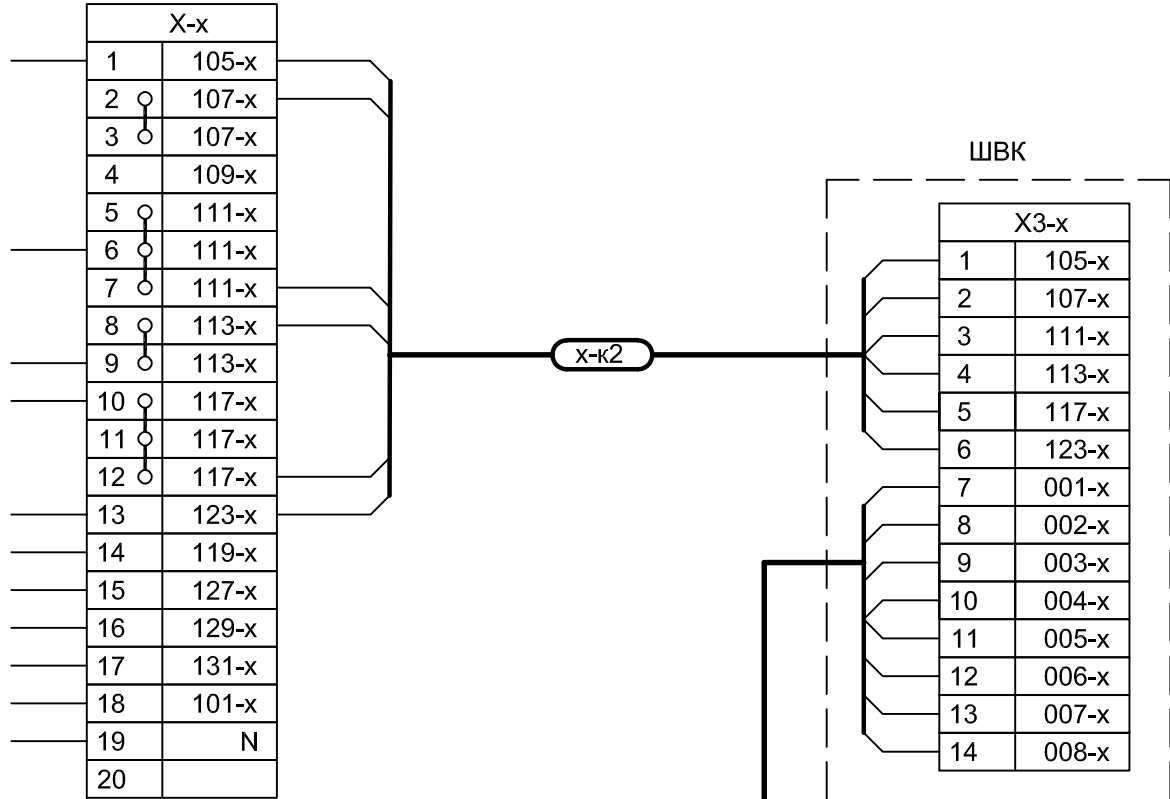 Х-х
1 105-х
2 107-х
3 107-х
4 109-х
5 111-х
6 111-х
7 111-х
8 113-х
9 113-х
10 117-х
11 117-х
12 117-х
13 123-х
14 119-х
15 127-х
16 129-х
17 131-х
18 101-х
19 N
20
х-к2
ШВК
Х3-х
1 105-х
2 107-х
3 111-х
4 113-х
5 117-х
6 123-х
7 001-х
8 002-х
9 003-х
10 004-х
11 005-х
12 006-х
13 007-х
14 008-х